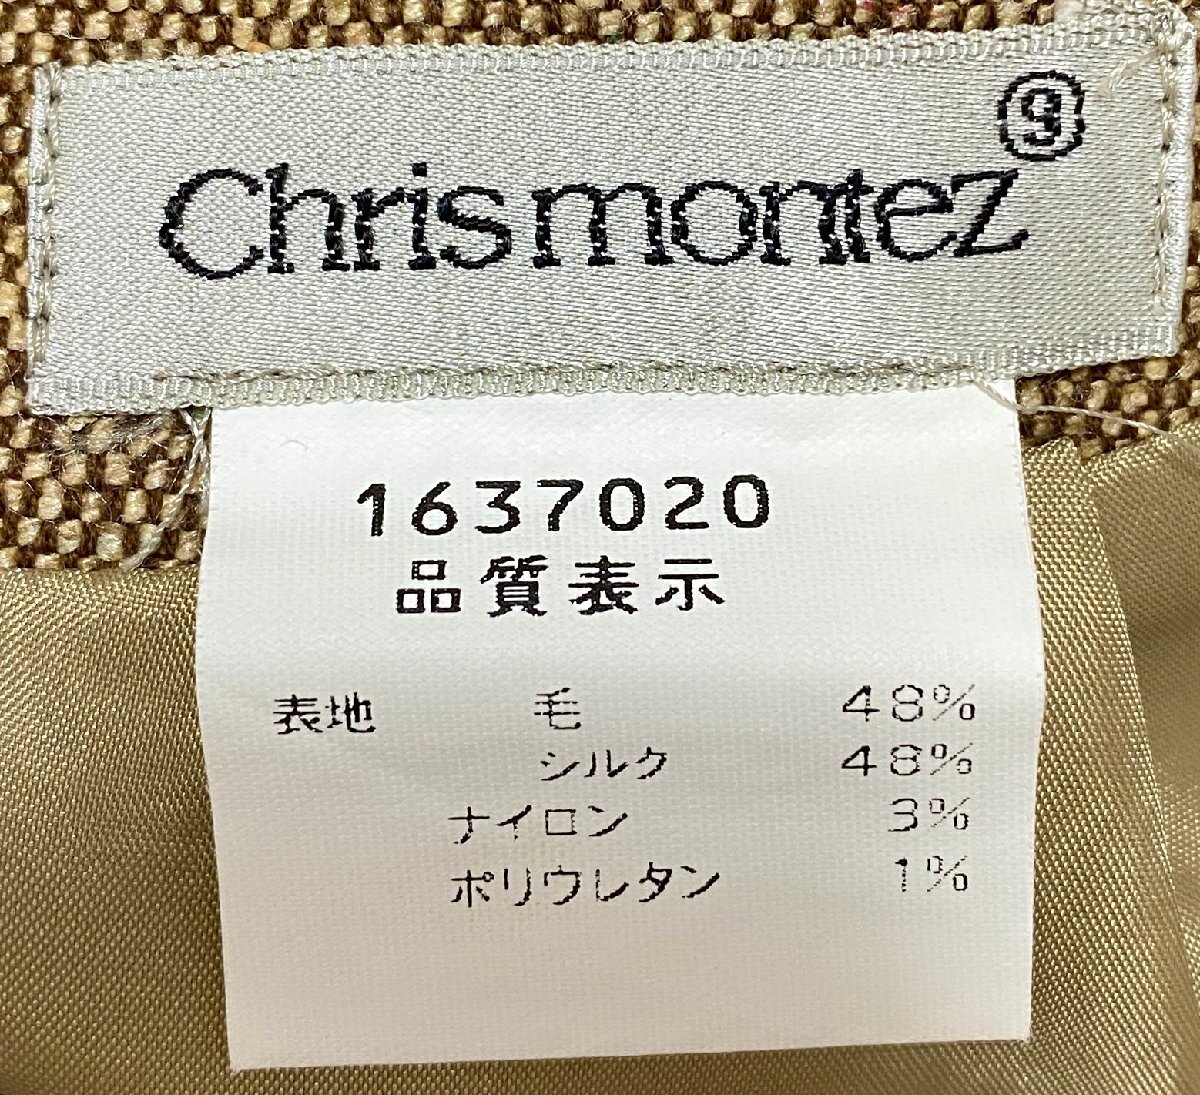 Chris montez 9
1637020
品質表示
表地 毛 48%
シルク 48%
ナイロン 3%
ポリウレタン 1%